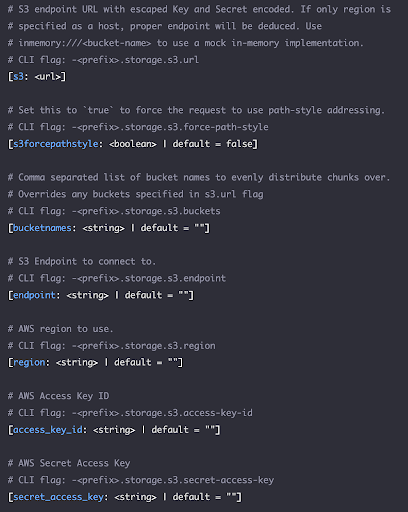 # S3 endpoint URL with escaped Key and Secret encoded. If only region is
# specified as a host, proper endpoint will be deduced. Use
# inmemory:///<bucket-name> to use a mock in-memory implementation.
# CLI flag: -<prefix>.storage.s3.url
[s3: <url>]
# Set this to `true` to force the request to use path-style addressing.
# CLI flag: -<prefix>.storage.s3.force-path-style
[s3forcepathstyle: <boolean> | default = false]
# Comma separated list of bucket names to evenly distribute chunks over.
# Overrides any buckets specified in s3.url flag
# CLI flag: -<prefix>.storage.s3.buckets
[bucketnames: <string> | default = ""]
# S3 Endpoint to connect to.
# CLI flag: -<prefix>.storage.s3.endpoint
[endpoint: <string> | default = ""]
# AWS region to use.
# CLI flag: -<prefix>.storage.s3.region
[region: <string> | default = ""]
# AWS Access Key ID
# CLI flag: -<prefix>.storage.s3.access-key-id
[access_key_id: <string> | default = ""]
# AWS Secret Access Key
# CLI flag: -<prefix>.storage.s3.secret-access-key
[secret_access_key: <string> | default = ""]